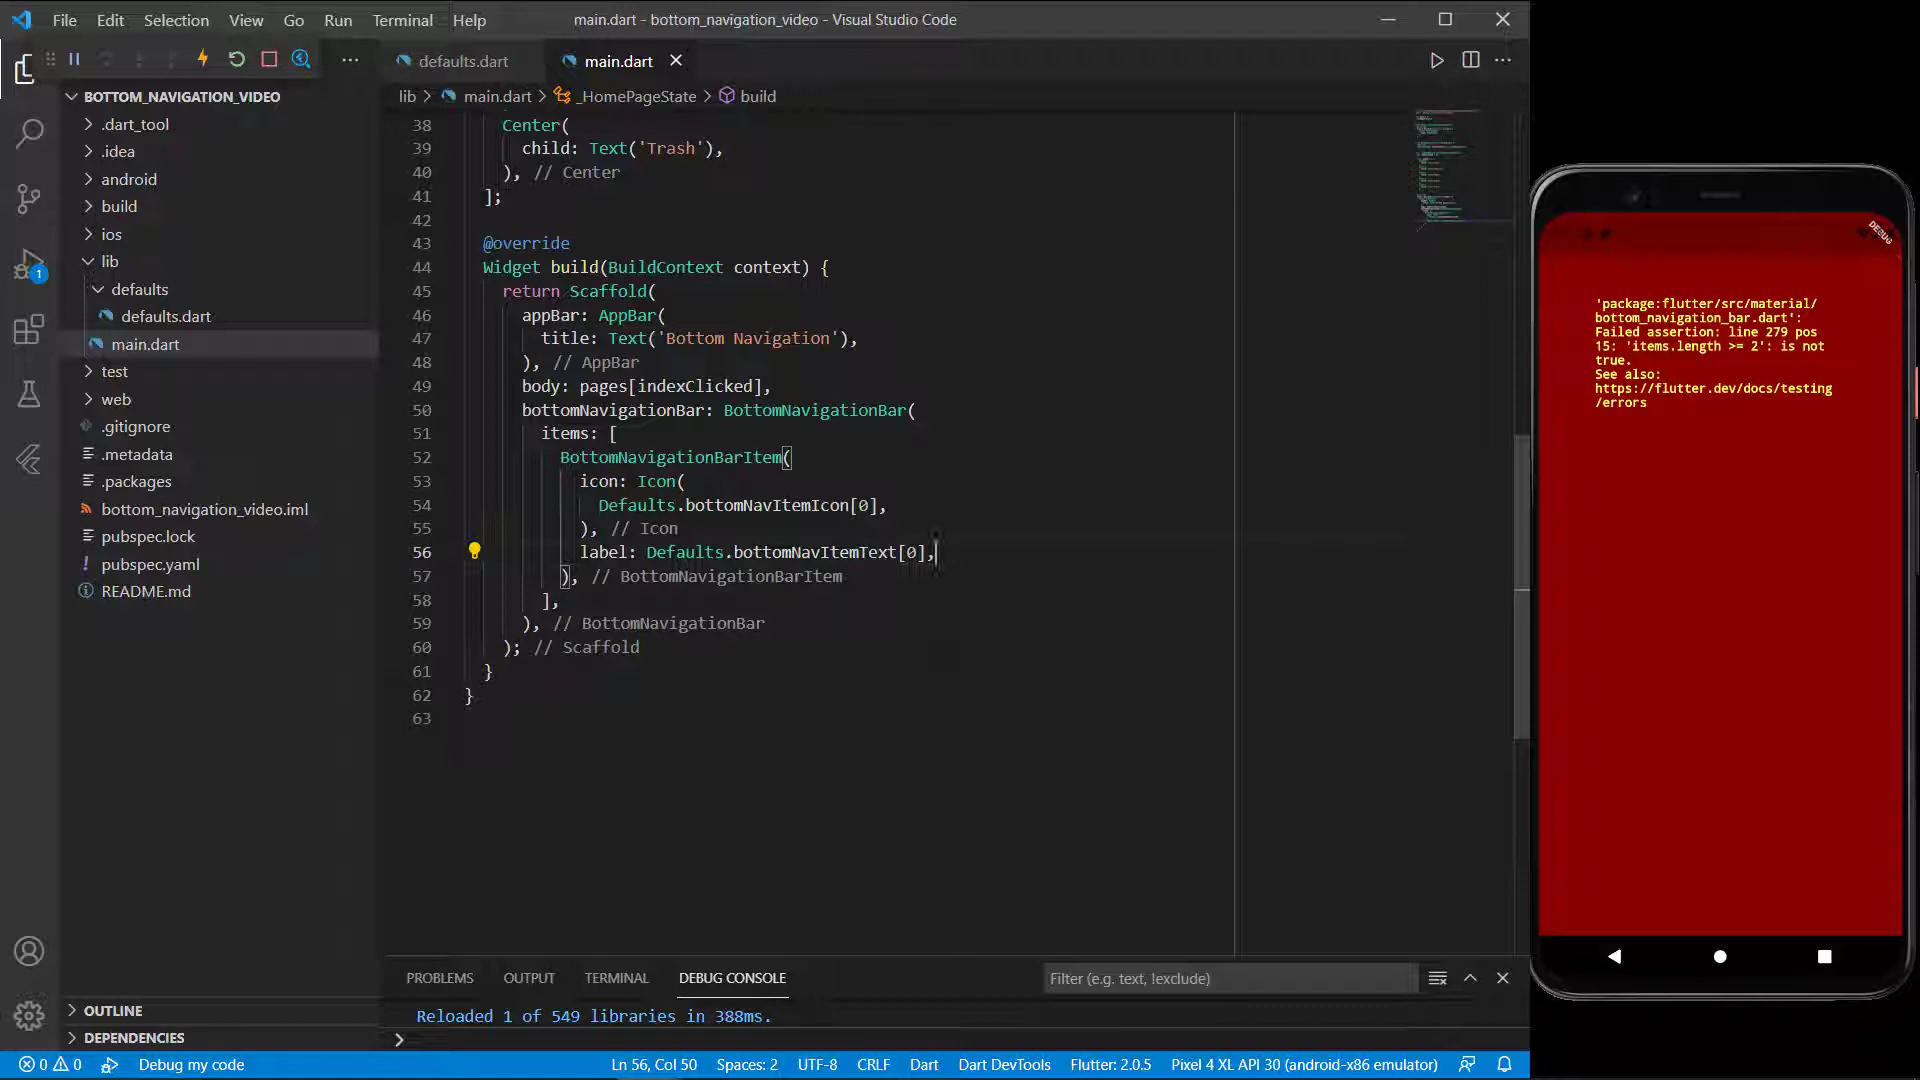 File Edit Selection View Go Run Terminal Help
main.dart - bottom_navigation_video - Visual Studio Code
defaults.dart
main.dart
lib > main.dart > _HomePageState > build
BOTTOM_NAVIGATION_VIDEO
.dart_tool
.idea
android
build
ios
lib
defaults
defaults.dart
main.dart
test
web
.gitignore
.metadata
.packages
bottom_navigation_video.iml
pubspec.lock
pubspec.yaml
README.md
OUTLINE
DEPENDENCIES
1
38 Center(
39 child: Text('Trash'),
40 ), // Center
41 ];
42
43 @override
44 Widget build(BuildContext context) {
45 return Scaffold(
46 appBar: AppBar(
47 title: Text('Bottom Navigation'),
48 ), // AppBar
49 body: pages[indexClicked],
50 bottomNavigationBar: BottomNavigationBar(
51 items: [
52 BottomNavigationBarItem(
53 icon: Icon(
54 Defaults.bottomNavItemIcon[0],
55 ), // Icon
56 label: Defaults.bottomNavItemText[0],
57 ), // BottomNavigationBarItem
58 ],
59 ), // BottomNavigationBar
60 ); // Scaffold
61 }
62 }
63
PROBLEMS OUTPUT TERMINAL DEBUG CONSOLE
Filter (e.g. text, !exclude)
Reloaded 1 of 549 libraries in 388ms.
0 0 Debug my code
Ln 56, Col 50 Spaces: 2 UTF-8 CRLF Dart Dart DevTools Flutter: 2.0.5 Pixel 4 XL API 30 (android-x86 emulator)
DEBUG
'package:flutter/src/material/
bottom_navigation_bar.dart':
Failed assertion: line 279 pos
15: 'items.length >= 2': is not
true.
See also:
https://flutter.dev/docs/testing
/errors